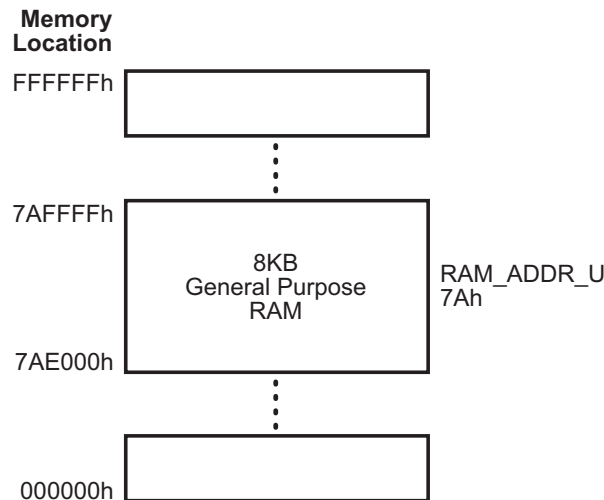 Memory
Location
FFFFFFh
7AFFFFh
8KB
General Purpose
RAM
RAM_ADDR_U
7Ah
7AE000h
000000h